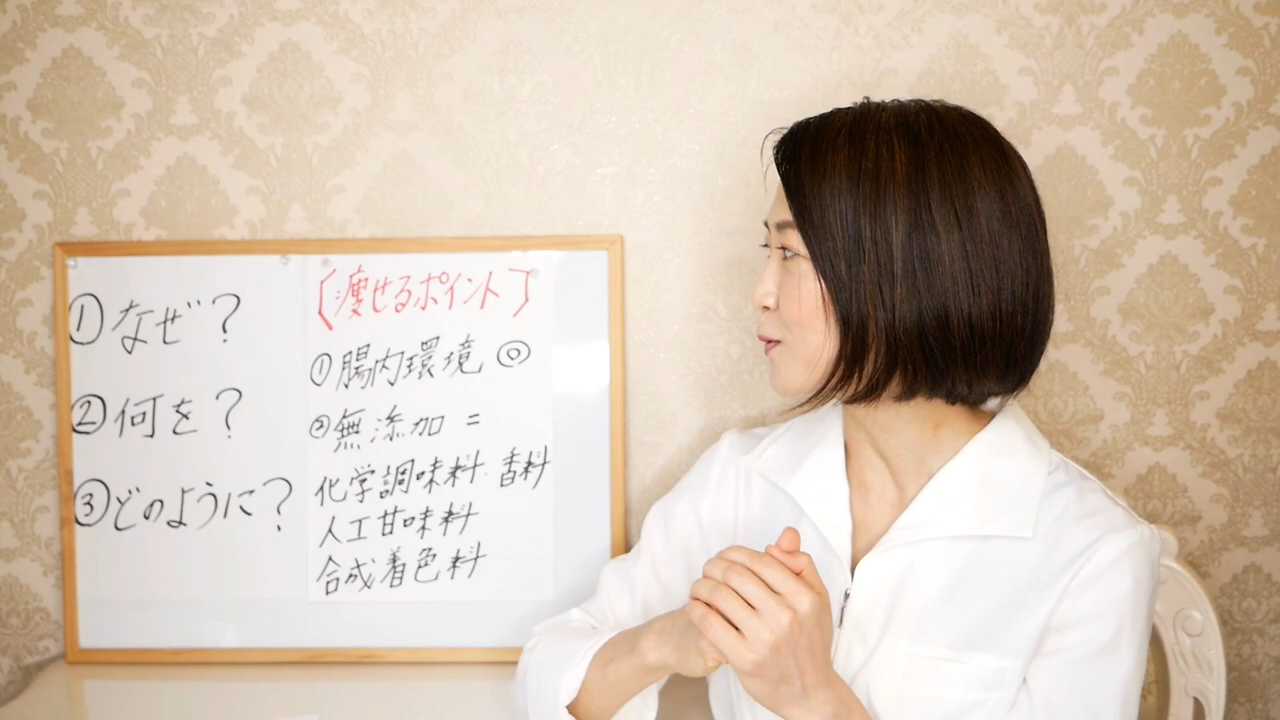 ①なぜ?
②何を?
③どのように?
【痩せるポイント】
①腸内環境◎
②無添加=
化学調味料・香料
人工甘味料
合成着色料